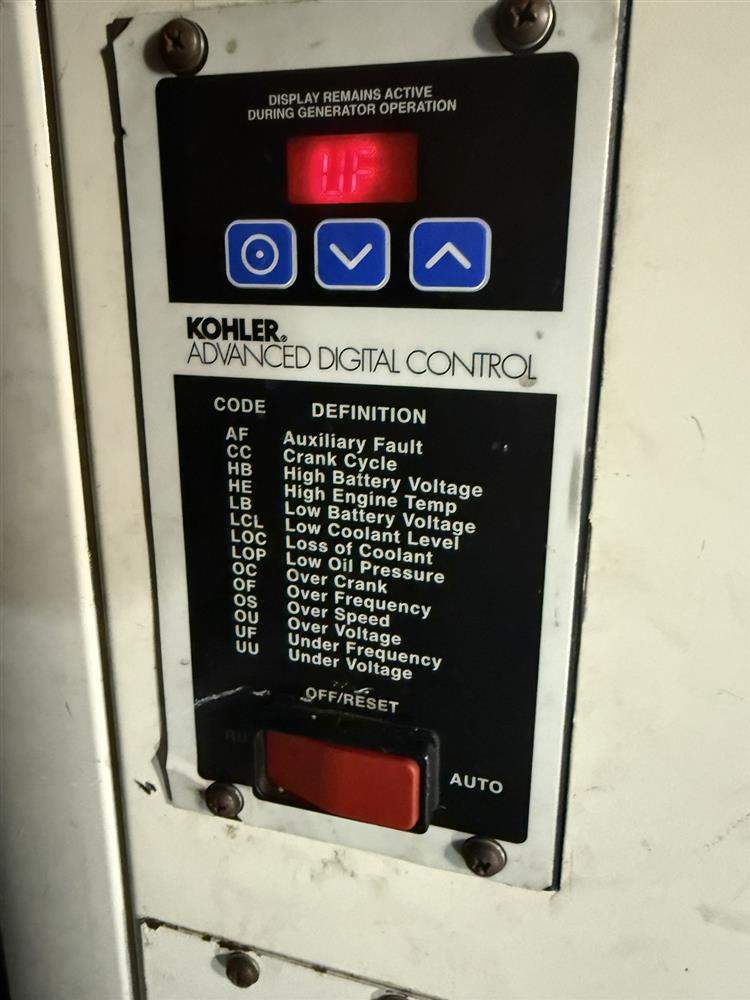 DISPLAY REMAINS ACTIVE
DURING GENERATOR OPERATION
UF
KOHLER®
ADVANCED DIGITAL CONTROL
CODE DEFINITION
AF Auxiliary Fault
CC Crank Cycle
HB High Battery Voltage
HE High Engine Temp
LB Low Battery Voltage
LCL Low Coolant Level
LOC Loss of Coolant
LOP Low Oil Pressure
OC Over Crank
OF Over Frequency
OS Over Speed
OU Over Voltage
UF Under Frequency
UU Under Voltage
OFF/RESET
AUTO